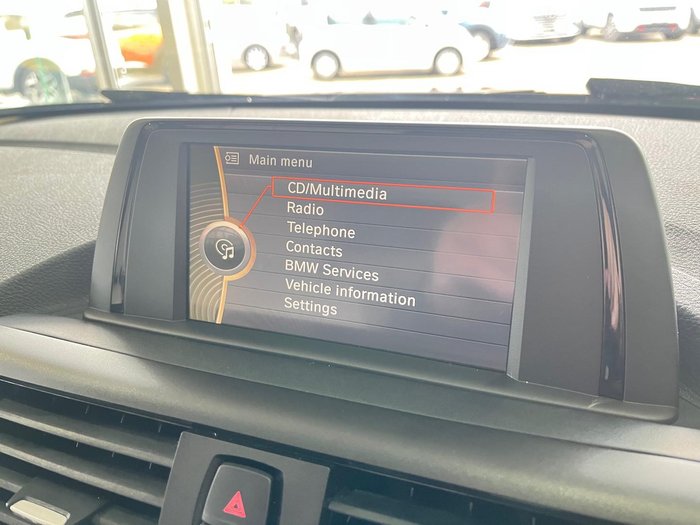 Main menu
CD/Multimedia
Radio
Telephone
Contacts
BMW Services
Vehicle information
Settings